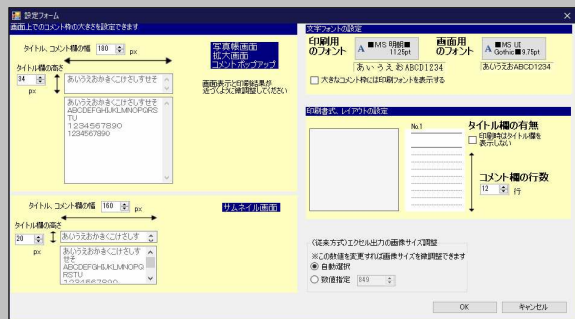 設定フォーム
画面上でのコメント枠の大きさを設定できます
タイトル、コメント欄の幅 180 px
写真帳画面
拡大画面
コメントポップアップ
タイトル欄の高さ
34
px
あいうえおかきくこけさしすせそ
画面表示と印刷結果が
近づくように微調整してください
あいうえおかきくこけさしすせそ
ABCDEFGHIJKLMNOPQRS
TU
1234567890
1234567890
タイトル、コメント欄の幅 160 px
サムネイル画面
タイトル欄の高さ
20
px
あいうえおかきくこけさしす
あいうえおかきくこけさしす
せそ
ABCDEFGHIJKLMNOPQ
RSTU
1234567890
文字フォントの設定
印刷用
のフォント
A ■MS 明朝■
11.25pt
画面用
のフォント
A ■MS UI
Gothic■9.75pt
あいうえおABCD1234
あいうえおABCD1234
大きなコメント枠には印刷フォントを表示する
印刷書式、レイアウトの設定
No.1
タイトル欄の有無
印刷時はタイトル欄を
表示しない
コメント欄の行数
12 行
(従来方式)エクセル出力の画像サイズ調整
※この数値を変更すれば画像サイズを微調整できます
自動選択
数値指定 849
OK
キャンセル